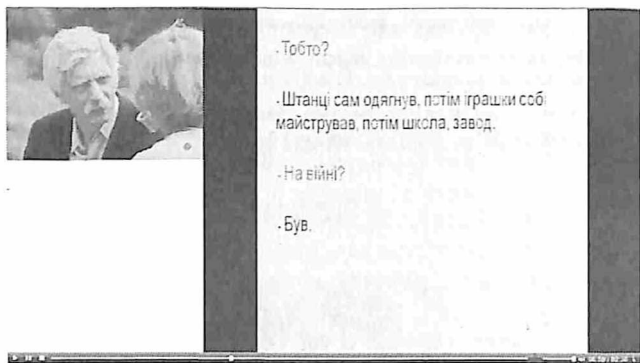 - Тобто?
- Штанці сам одягнув, потім іграшки собі
майстрував, потім школа, завод.
- На війні?
- Був.